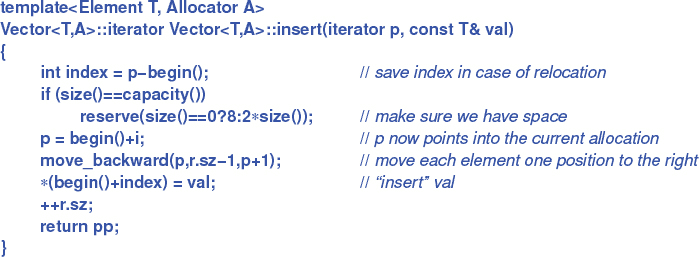 template<Element T, Allocator A>
Vector<T,A>::iterator Vector<T,A>::insert(iterator p, const T& val)
{
int index = p−begin(); // save index in case of relocation
if (size()==capacity())
reserve(size()==0?8:2∗size()); // make sure we have space
p = begin()+i; // p now points into the current allocation
move_backward(p,r.sz−1,p+1); // move each element one position to the right
∗(begin()+index) = val; // “insert” val
++r.sz;
return pp;
}